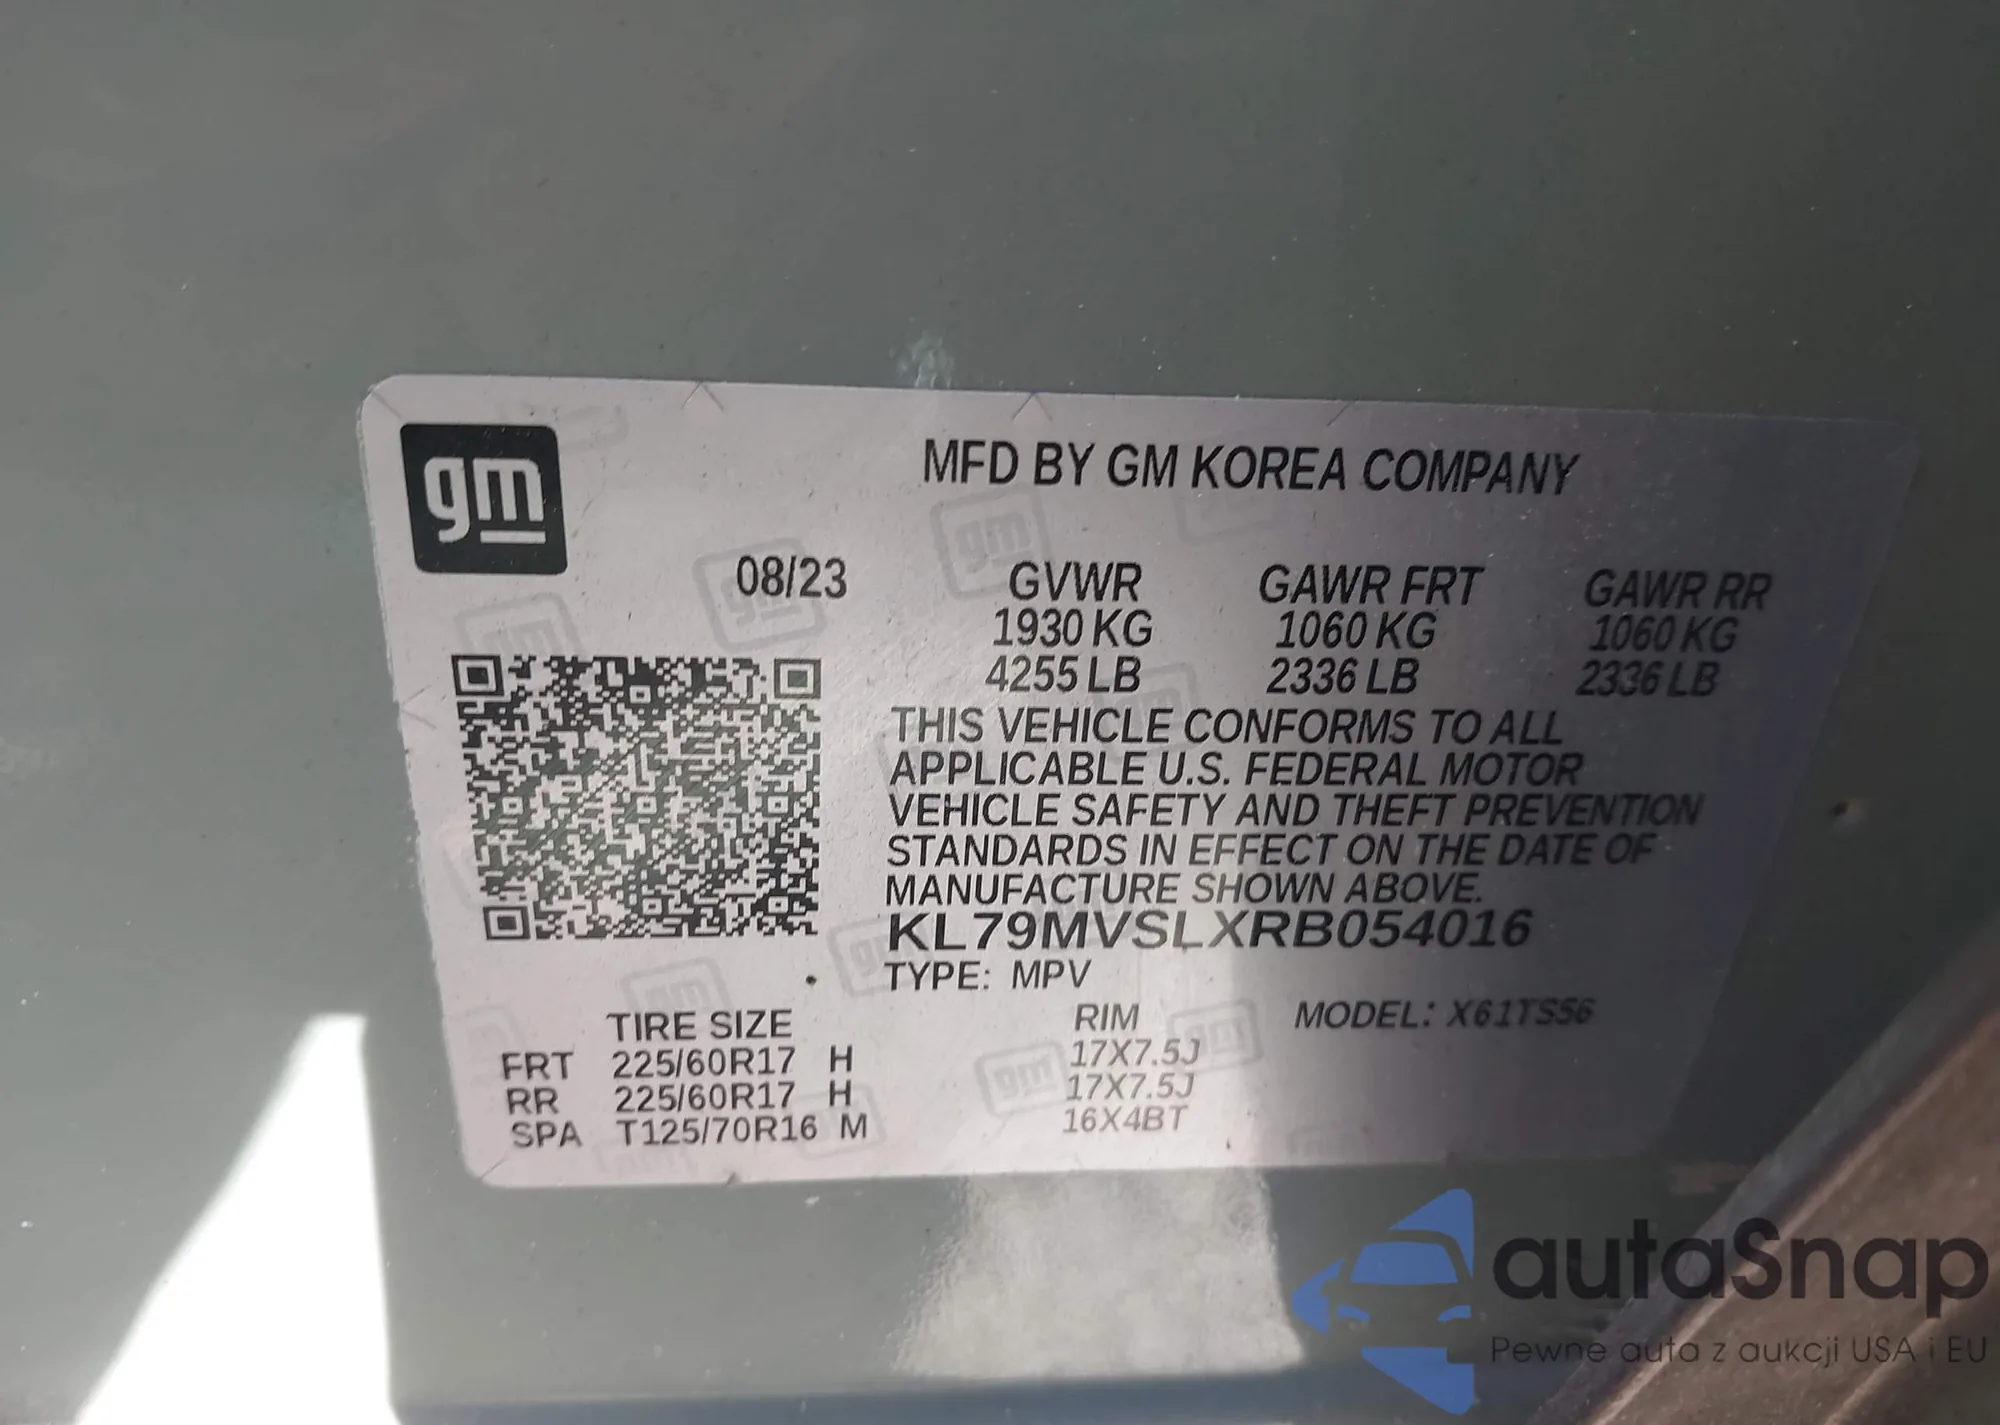 gm
MFD BY GM KOREA COMPANY
08/23 GVWR GAWR FRT GAWR RR
1930 KG 1060 KG 1060 KG
4255 LB 2336 LB 2336 LB
THIS VEHICLE CONFORMS TO ALL
APPLICABLE U.S. FEDERAL MOTOR
VEHICLE SAFETY AND THEFT PREVENTION
STANDARDS IN EFFECT ON THE DATE OF
MANUFACTURE SHOWN ABOVE.
KL79MVSLXRB054016
TYPE: MPV
TIRE SIZE RIM MODEL: X61TS56
FRT 225/60R17 H 17X7.5J
RR 225/60R17 H 17X7.5J
SPA T125/70R16 M 16X4BT
autaSnap
Pewne auta z aukcji USA i EU